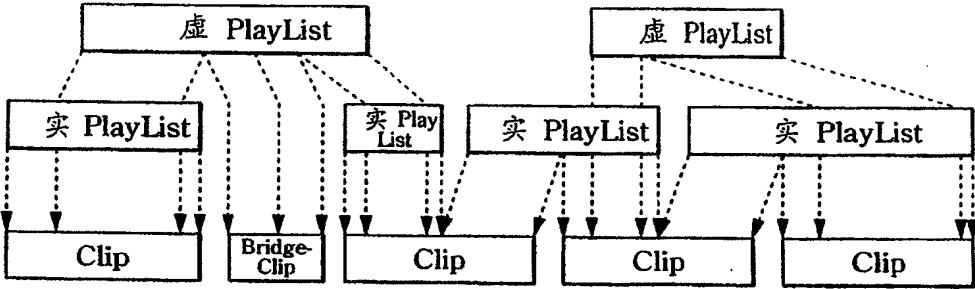 虚 PlayList
虚 PlayList
实 PlayList
实 Play
List
实 PlayList
实 PlayList
Clip
Bridge-
Clip
Clip
Clip
Clip